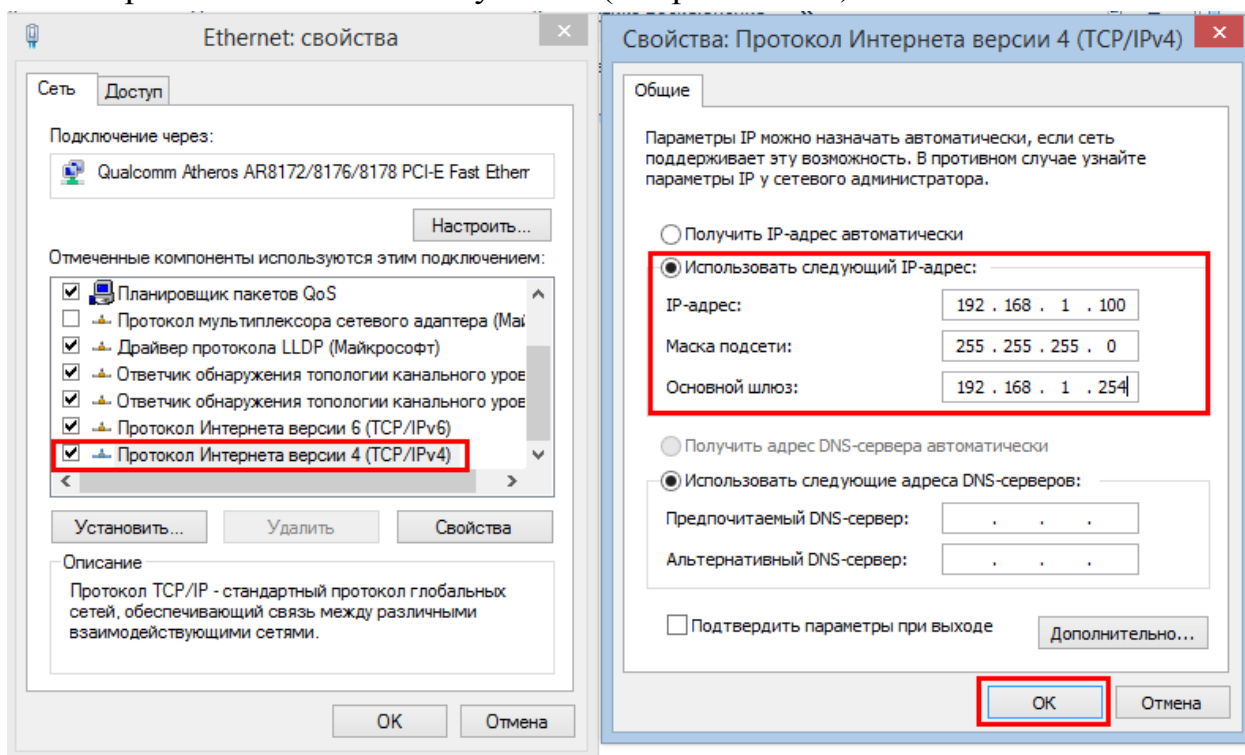 Ethernet: свойства
Сеть
Доступ
Подключение через:
Qualcomm Atheros AR8172/8176/8178 PCI-E Fast
Настроить...
Отмеченные компоненты используются этим подключением:
Планировщик пакетов QoS
Протокол мультиплексора сетевого адаптера
Драйвер протокола LLDP (Майкрософт)
Ответчик обнаружения топологии канального
Ответчик обнаружения топологии канального
Протокол Интернета версии 6 (TCP/IPv6)
Протокол Интернета версии 4 (TCP/IPv4)
Установить...
Удалить
Свойства
Описание
Протокол TCP/IP - стандартный протокол глобальных
сетей, обеспечивающий связь между различными
взаимодействующими сетями.
OK
Отмена
Свойства: Протокол Интернета версии 4 (TCP/IPv4)
Общие
Параметры IP можно назначать автоматически, если сеть
поддерживает эту возможность. В противном случае узнайте
параметры IP у сетевого администратора.
Получить IP-адрес автоматически
Использовать следующий IP-адрес:
IP-адрес: 192 . 168 . 1 . 100
Маска подсети: 255 . 255 . 255 . 0
Основной шлюз: 192 . 168 . 1 . 254
Получить адрес DNS-сервера автоматически
Использовать следующие адреса DNS-серверов:
Предпочитаемый DNS-сервер: . . .
Альтернативный DNS-сервер: . . .
Подтвердить параметры при выходе
Дополнительно...
OK
Отмена